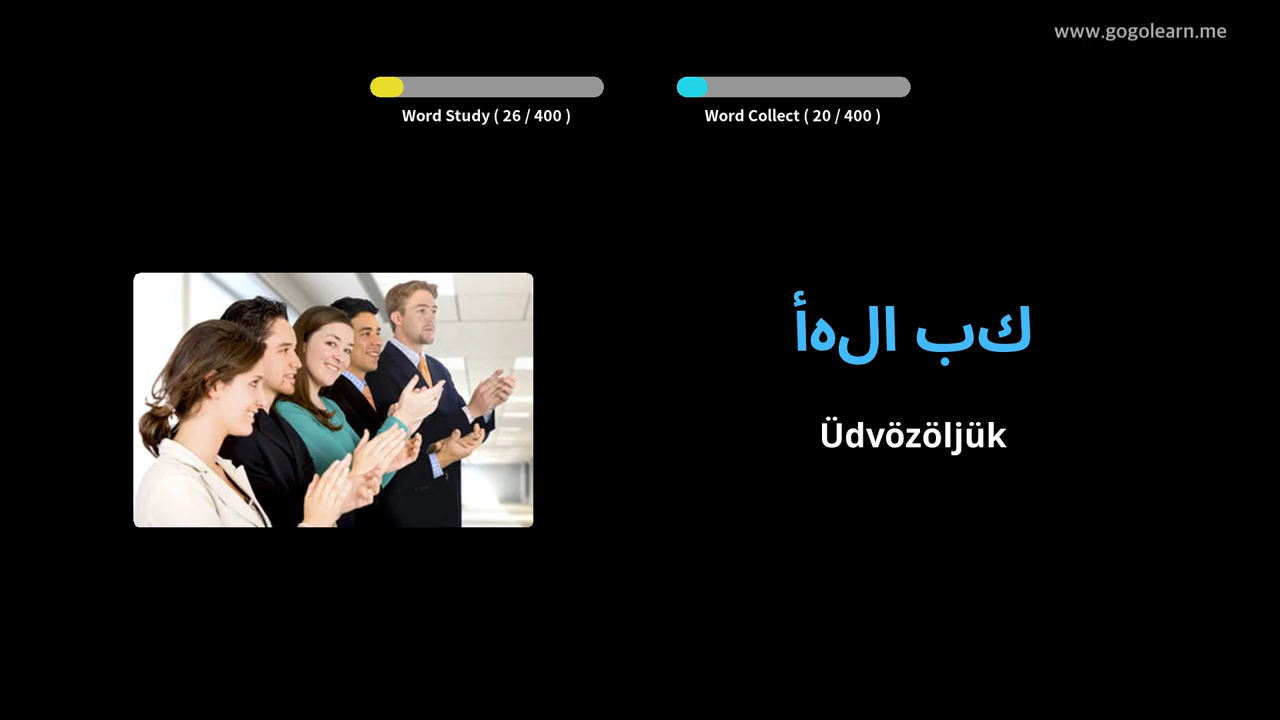 www.gogolearn.me
Word Study ( 26 / 400 )
Word Collect ( 20 / 400 )
كب الهأ
Üdvözöljük